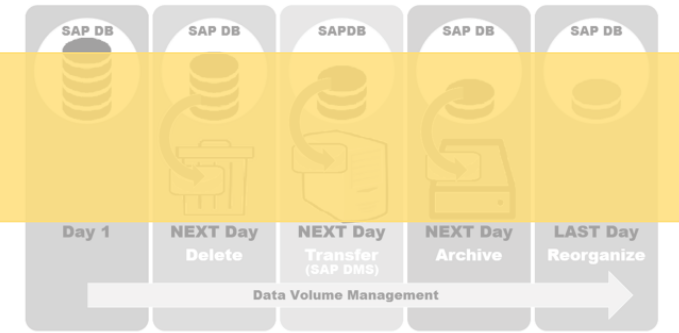 SAP DB
SAP DB
SAPDB
SAP DB
SAP DB
Day 1
NEXT Day
Delete
NEXT Day
Transfer
(SAP DMS)
NEXT Day
Archive
LAST Day
Reorganize
Data Volume Management